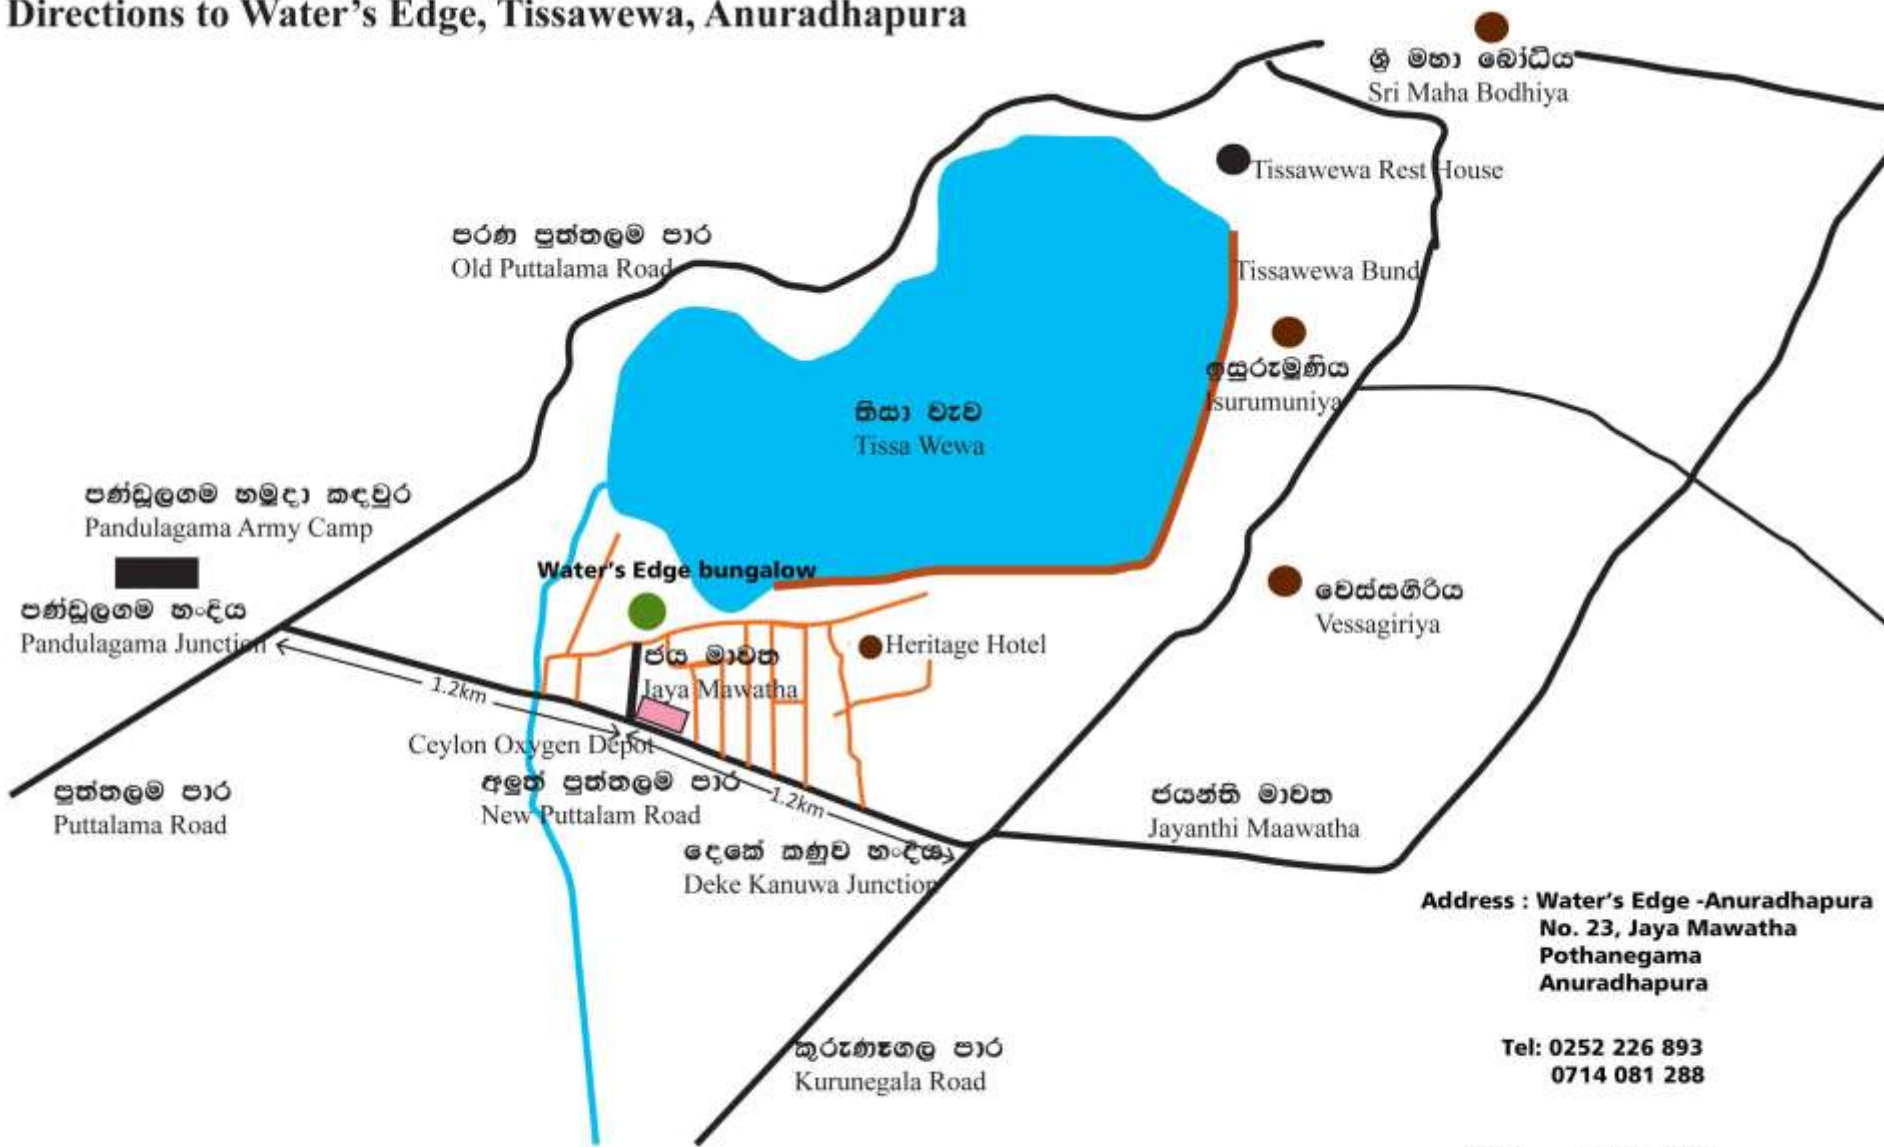 Directions to Water's Edge, Tissawewa, Anuradhapura
ශ්‍රි මහා බෝධිය
Sri Maha Bodhiya
Tissawewa Rest House
පරණ පුත්තලම පාර
Old Puttalama Road
Tissawewa Bund
ඉසුරුමුණිය
Isurumuniya
තිසා වැව
Tissa Wewa
පණ්ඩුලගම හමුදා කඳවුර
Pandulagama Army Camp
Water's Edge bungalow
පණ්ඩුලගම හංදිය
Pandulagama Junction
වෙස්සගිරිය
Vessagiriya
Heritage Hotel
ජය මාවත
Jaya Mawatha
1.2km
Ceylon Oxygen Depot
අලුත් පුත්තලම පාර
New Puttalam Road
1.2km
පුත්තලම පාර
Puttalama Road
ජයන්ති මාවත
Jayanthi Maawatha
දෙකේ කණුව හංදිය
Deke Kanuwa Junction
Address : Water's Edge -Anuradhapura
No. 23, Jaya Mawatha
Pothanegama
Anuradhapura
කුරුණෑගල පාර
Kurunegala Road
Tel: 0252 226 893
0714 081 288